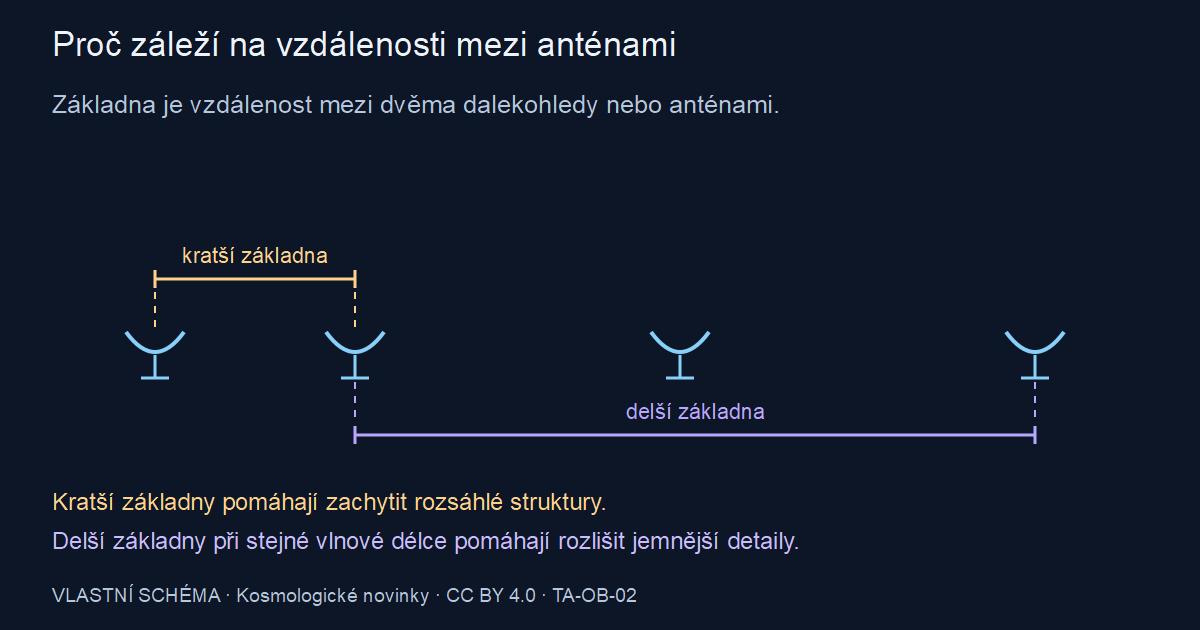 Proč záleží na vzdálenosti mezi anténami
Základna je vzdálenost mezi dvěma dalekohledy nebo anténami.
kratší základna
delší základna
Kratší základny pomáhají zachytit rozsáhlé struktury.
Delší základny při stejné vlnové délce pomáhají rozlišit jemnější detaily.
VLASTNÍ SCHÉMA · Kosmologické novinky · CC BY 4.0 · TA-OB-02